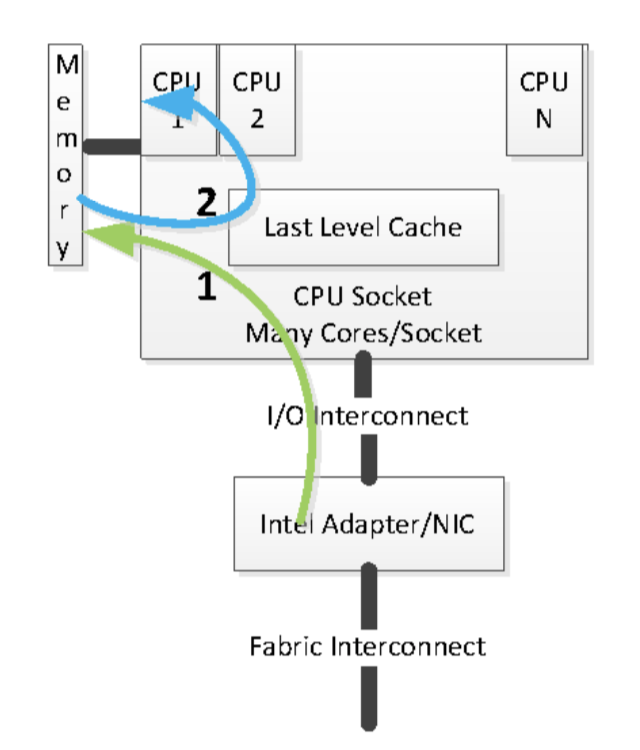 Memory
CPU
1
CPU
2
CPU
N
2
Last Level Cache
1
CPU Socket
Many Cores/Socket
I/O Interconnect
Intel Adapter/NIC
Fabric Interconnect